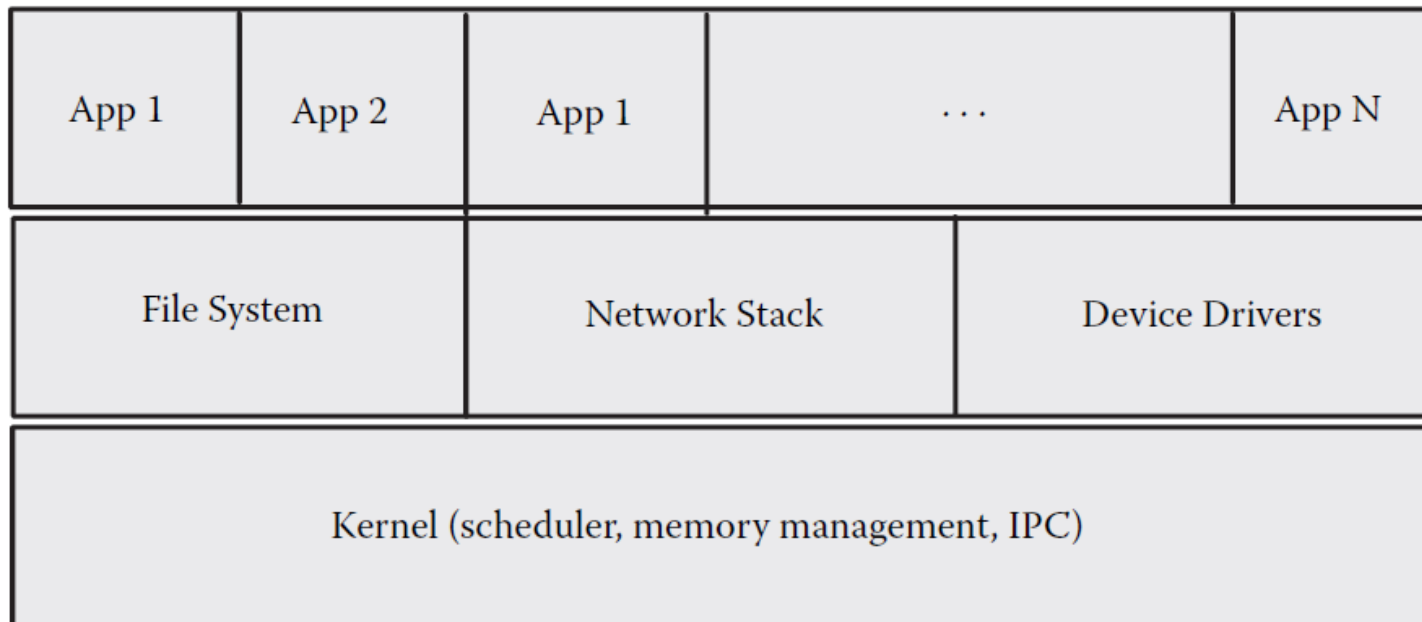 App 1
App 2
App 1
...
App N
File System
Network Stack
Device Drivers
Kernel (scheduler, memory management, IPC)